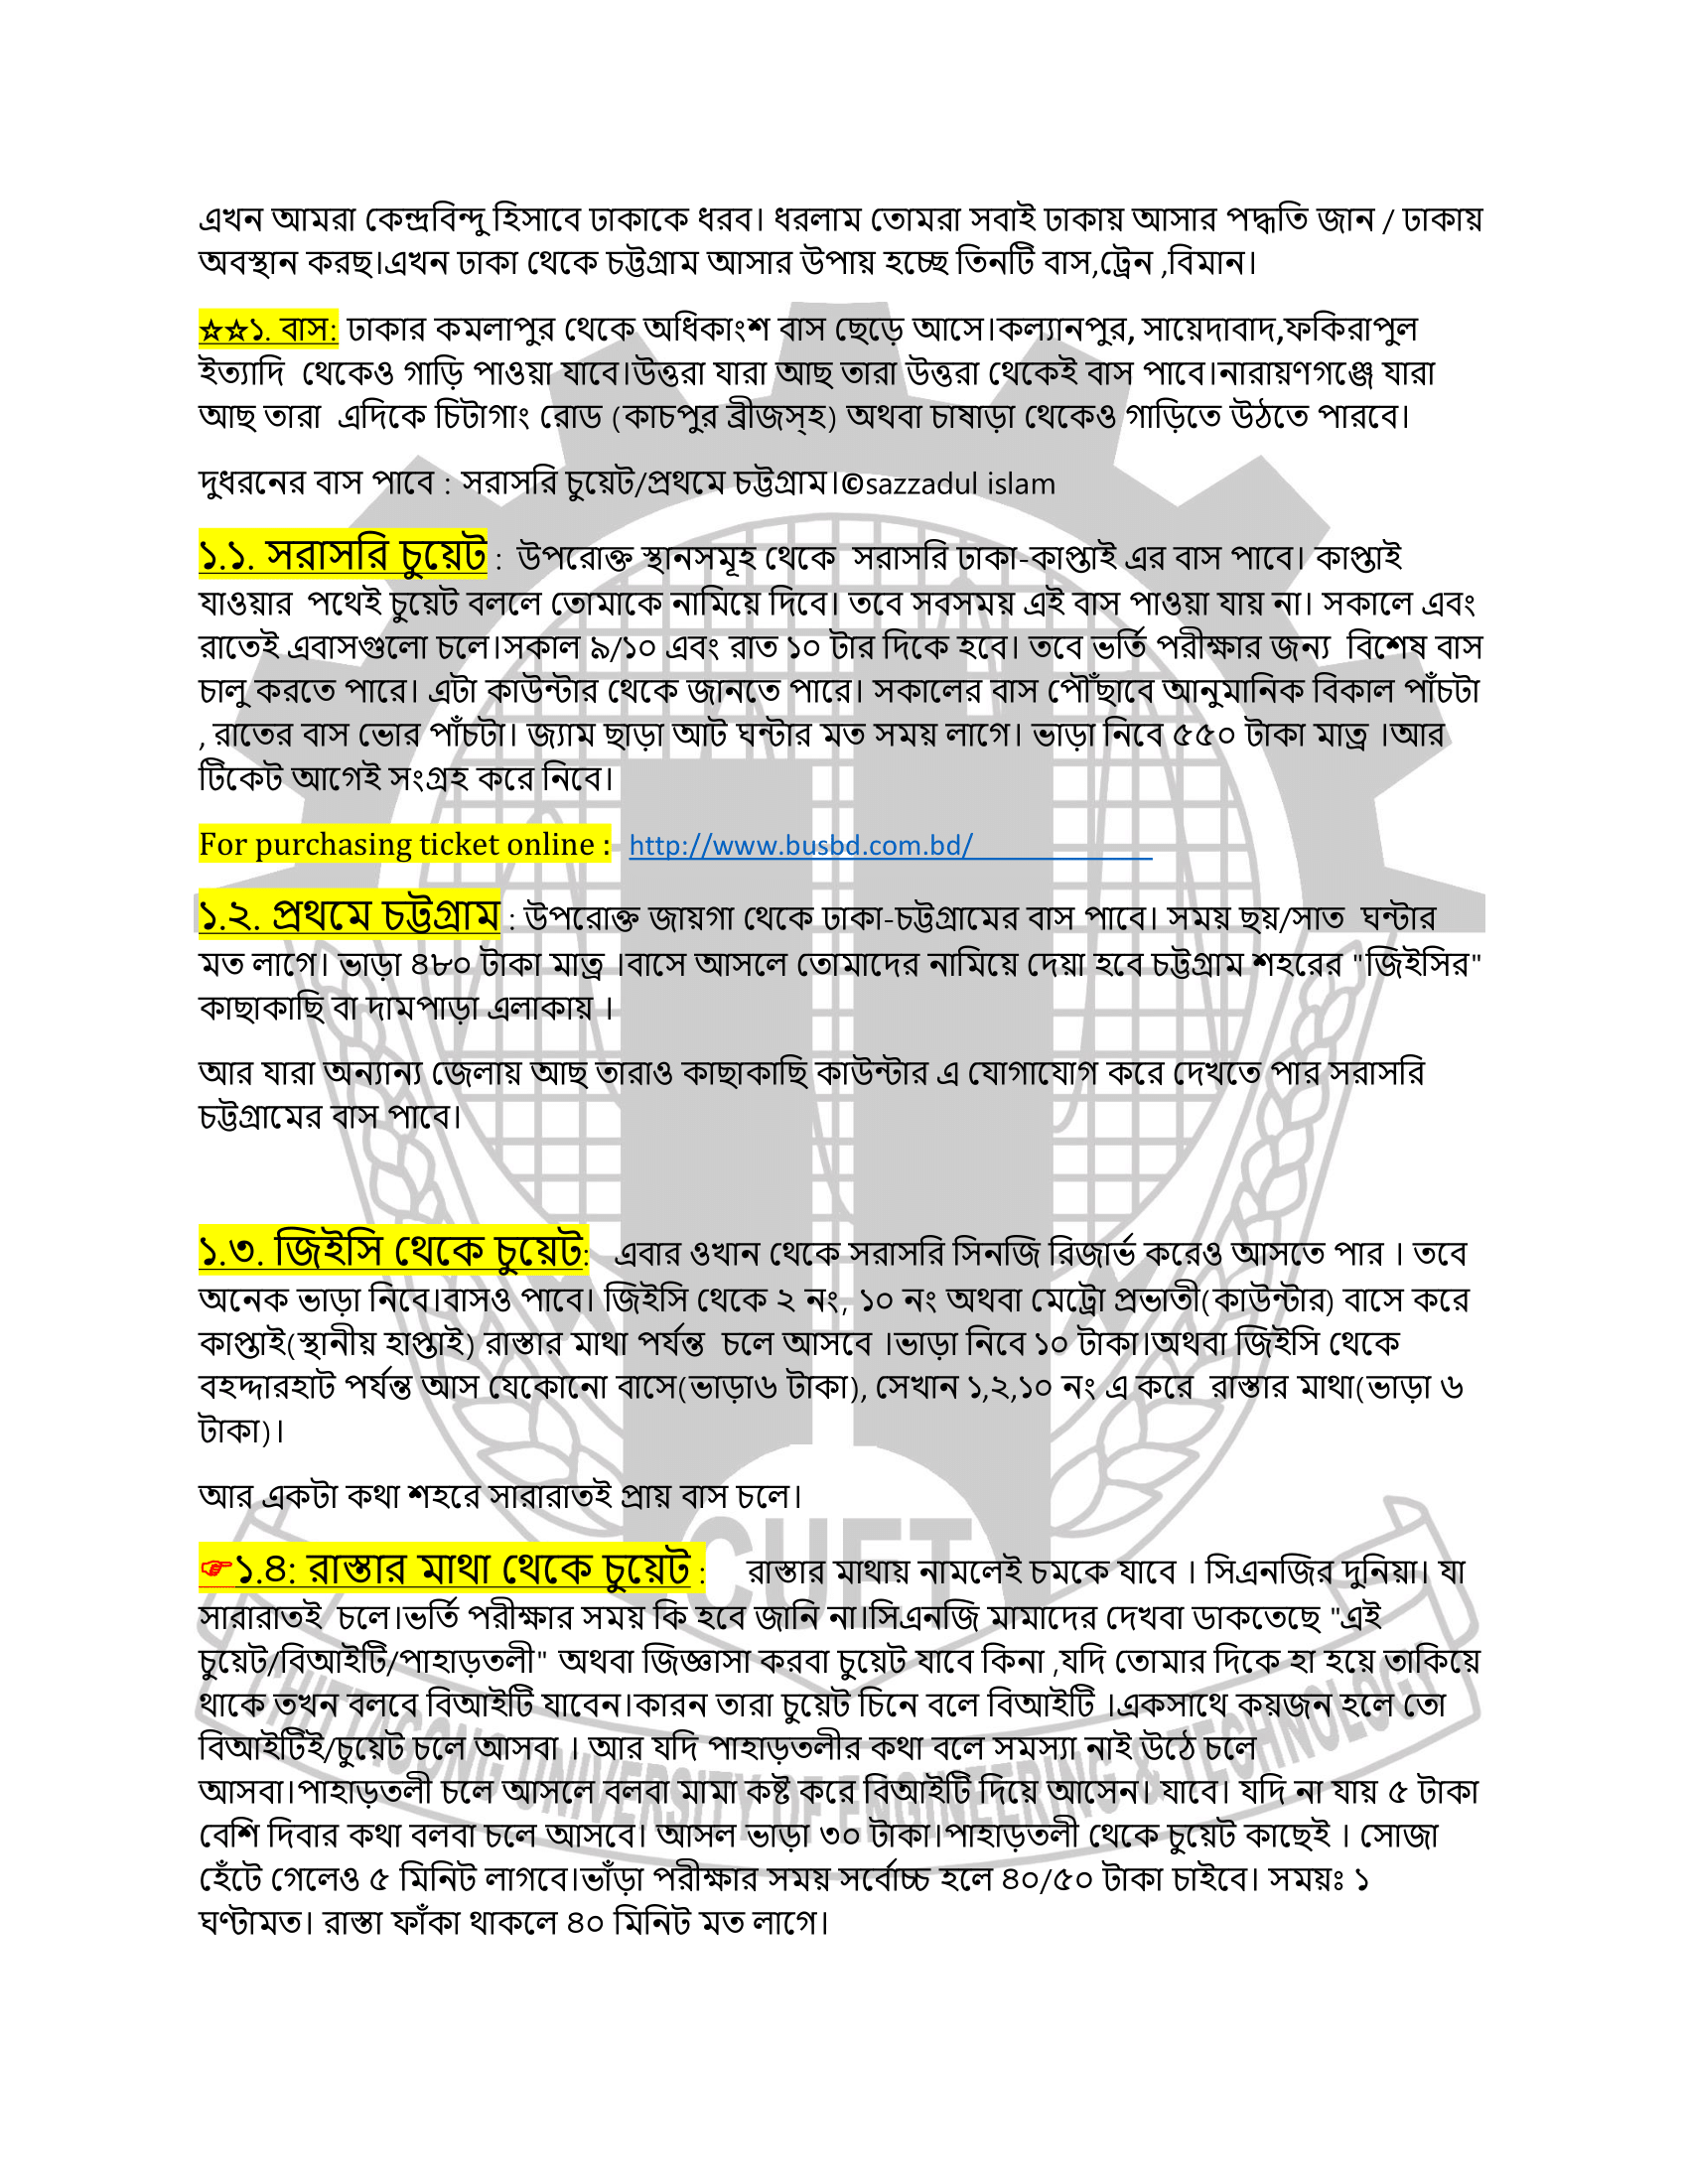 এখন আমরা কেন্দ্রবিন্দু হিসাবে ঢাকাকে ধরব। ধরলাম তোমরা সবাই ঢাকায় আসার পদ্ধতি জান / ঢাকায়
অবস্থান করছ।এখন ঢাকা থেকে চট্টগ্রাম আসার উপায় হচ্ছে তিনটি বাস,ট্রেন ,বিমান।
☆☆১. বাস: ঢাকার কমলাপুর থেকে অধিকাংশ বাস ছেড়ে আসে।কল্যানপুর, সায়েদাবাদ,ফকিরাপুল
ইত্যাদি থেকেও গাড়ি পাওয়া যাবে।উত্তরা যারা আছ তারা উত্তরা থেকেই বাস পাবে।নারায়ণগঞ্জে যারা
আছ তারা এদিকে চিটাগাং রোড (কাচপুর ব্রীজস্হ) অথবা চাষাড়া থেকেও গাড়িতে উঠতে পারবে।
দুধরনের বাস পাবে : সরাসরি চুয়েট/প্রথমে চট্টগ্রাম।©sazzadul islam
১.১. সরাসরি চুয়েট : উপরোক্ত স্থানসমূহ থেকে সরাসরি ঢাকা-কাপ্তাই এর বাস পাবে। কাপ্তাই
যাওয়ার পথেই চুয়েট বললে তোমাকে নামিয়ে দিবে। তবে সবসময় এই বাস পাওয়া যায় না। সকালে এবং
রাতেই এবাসগুলো চলে।সকাল ৯/১০ এবং রাত ১০ টার দিকে হবে। তবে ভর্তি পরীক্ষার জন্য বিশেষ বাস
চালু করতে পারে। এটা কাউন্টার থেকে জানতে পারে। সকালের বাস পৌঁছাবে আনুমানিক বিকাল পাঁচটা
, রাতের বাস ভোর পাঁচটা। জ্যাম ছাড়া আট ঘন্টার মত সময় লাগে। ভাড়া নিবে ৫৫০ টাকা মাত্র ।আর
টিকেট আগেই সংগ্রহ করে নিবে।
For purchasing ticket online : http://www.busbd.com.bd/
১.২. প্রথমে চট্টগ্রাম : উপরোক্ত জায়গা থেকে ঢাকা-চট্টগ্রামের বাস পাবে। সময় ছয়/সাত ঘন্টার
মত লাগে। ভাড়া ৪৮০ টাকা মাত্র ।বাসে আসলে তোমাদের নামিয়ে দেয়া হবে চট্টগ্রাম শহরের "জিইসির"
কাছাকাছি বা দামপাড়া এলাকায় ।
আর যারা অন্যান্য জেলায় আছ তারাও কাছাকাছি কাউন্টার এ যোগাযোগ করে দেখতে পার সরাসরি
চট্টগ্রামের বাস পাবে।
১.৩. জিইসি থেকে চুয়েট: এবার ওখান থেকে সরাসরি সিনজি রিজার্ভ করেও আসতে পার । তবে
অনেক ভাড়া নিবে।বাসও পাবে। জিইসি থেকে ২ নং, ১০ নং অথবা মেট্রো প্রভাতী(কাউন্টার) বাসে করে
কাপ্তাই(স্থানীয় হাপ্তাই) রাস্তার মাথা পর্যন্ত চলে আসবে ।ভাড়া নিবে ১০ টাকা।অথবা জিইসি থেকে
বহদ্দারহাট পর্যন্ত আস যেকোনো বাসে(ভাড়া৬ টাকা), সেখান ১,২,১০ নং এ করে রাস্তার মাথা(ভাড়া ৬
টাকা)।
আর একটা কথা শহরে সারারাতই প্রায় বাস চলে।
☞১.৪: রাস্তার মাথা থেকে চুয়েট : রাস্তার মাথায় নামলেই চমকে যাবে । সিএনজির দুনিয়া। যা
সারারাতই চলে।ভর্তি পরীক্ষার সময় কি হবে জানি না।সিএনজি মামাদের দেখবা ডাকতেছে "এই
চুয়েট/বিআইটি/পাহাড়তলী" অথবা জিজ্ঞাসা করবা চুয়েট যাবে কিনা ,যদি তোমার দিকে হা হয়ে তাকিয়ে
থাকে তখন বলবে বিআইটি যাবেন।কারন তারা চুয়েট চিনে বলে বিআইটি ।একসাথে কয়জন হলে তো
বিআইটিই/চুয়েট চলে আসবা । আর যদি পাহাড়তলীর কথা বলে সমস্যা নাই উঠে চলে
আসবা।পাহাড়তলী চলে আসলে বলবা মামা কষ্ট করে বিআইটি দিয়ে আসেন। যাবে। যদি না যায় ৫ টাকা
বেশি দিবার কথা বলবা চলে আসবে। আসল ভাড়া ৩০ টাকা।পাহাড়তলী থেকে চুয়েট কাছেই । সোজা
হেঁটে গেলেও ৫ মিনিট লাগবে।ভাঁড়া পরীক্ষার সময় সর্বোচ্চ হলে ৪০/৫০ টাকা চাইবে। সময়ঃ ১
ঘণ্টামত। রাস্তা ফাঁকা থাকলে ৪০ মিনিট মত লাগে।
CUET
CHITTAGONG UNIVERSITY OF ENGINEERING & TECHNOLOGY